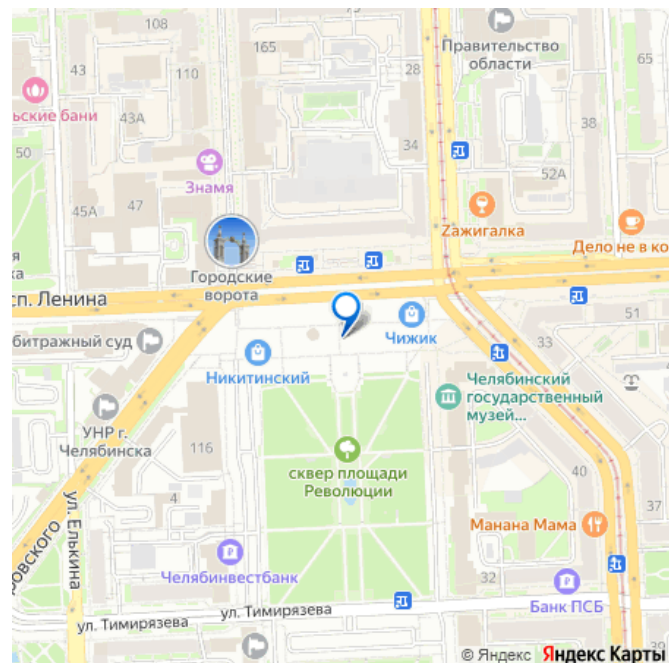 108
165
Правительство
области
43
110
28
ьские бани
43А
38
50
Знамя
34
52А
45А
47
Zажигалка
Дело не в ко
я
ка
Городские
ворота
сп. Ленина
51
битражный суд
Чижик
33
Никитинский
Челябинский
государственный
музей...
УНР г.
Челябинска
116
сквер площади
Революции
40
4
37
ровского
ул. Елькина
Манана Мама
Челябинвестбанк
32
Банк ПСБ
ул. Тимирязева
ул. Тимирязева
© Яндекс Яндекс Карты